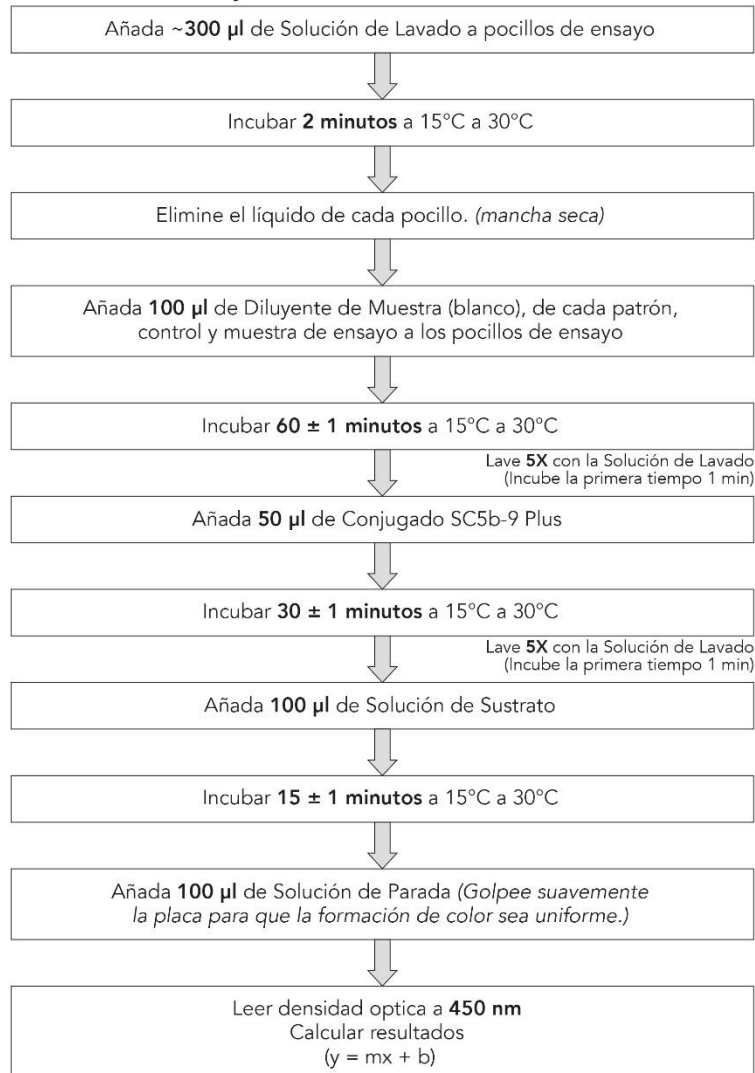 Añada ~300 µl de Solución de Lavado a pocillos de ensayo
Incubar 2 minutos a 15°C a 30°C
Elimine el líquido de cada pocillo. (mancha seca)
Añada 100 µl de Diluyente de Muestra (blanco), de cada patrón,
control y muestra de ensayo a los pocillos de ensayo
Incubar 60 ± 1 minutos a 15°C a 30°C
Lave 5X con la Solución de Lavado
(Incube la primera tiempo 1 min)
Añada 50 µl de Conjugado SC5b-9 Plus
Incubar 30 ± 1 minutos a 15°C a 30°C
Lave 5X con la Solución de Lavado
(Incube la primera tiempo 1 min)
Añada 100 µl de Solución de Sustrato
Incubar 15 ± 1 minutos a 15°C a 30°C
Añada 100 µl de Solución de Parada (Golpee suavemente
la placa para que la formación de color sea uniforme.)
Leer densidad optica a 450 nm
Calcular resultados
(y = mx + b)